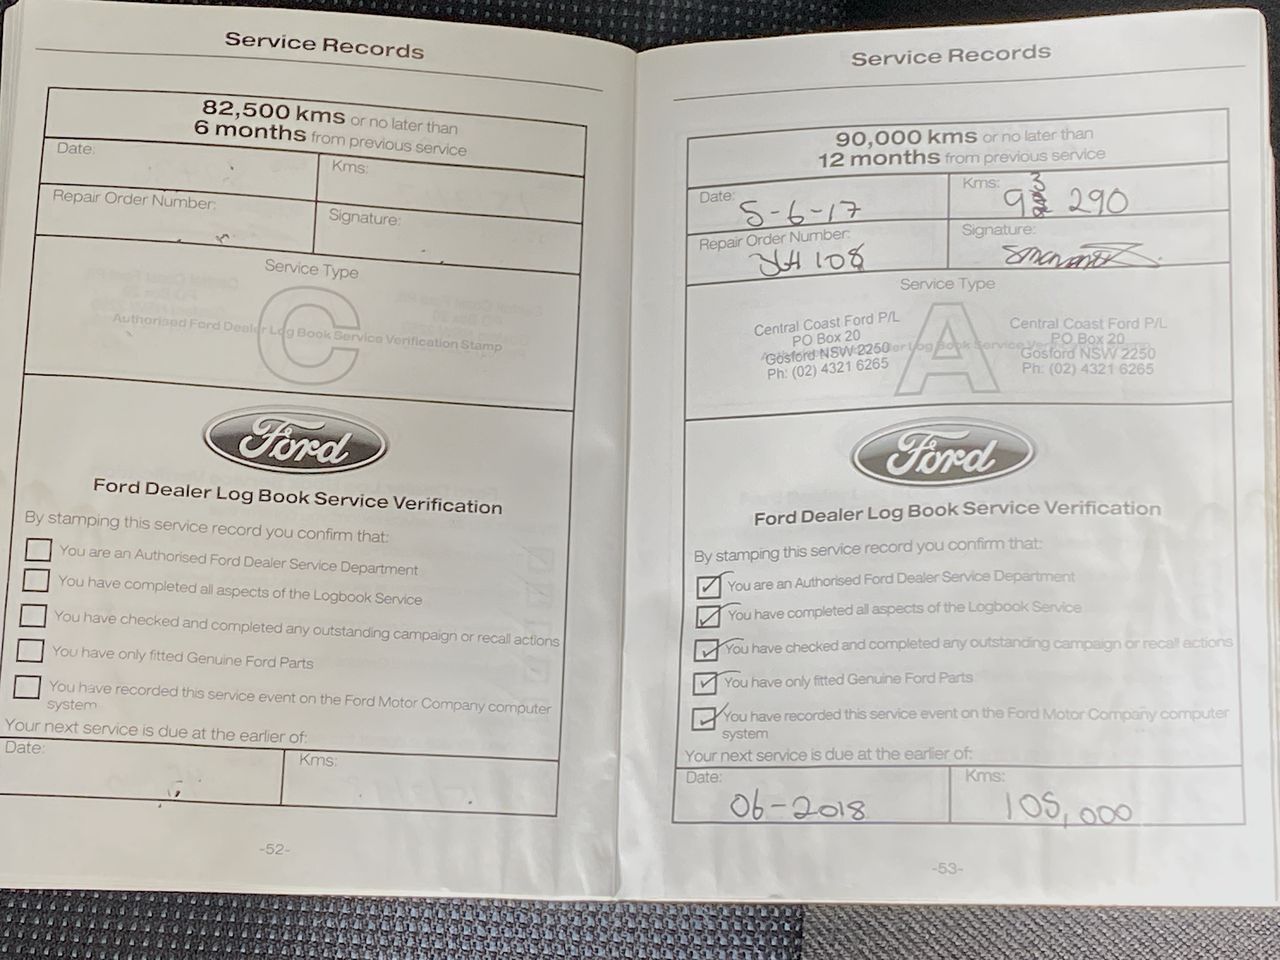 Service Records
82,500 kms or no later than
6 months from previous service
Date:
Kms:
Repair Order Number:
Signature:
Service Type
C
Authorised Ford Dealer Log Book Service Verification Stamp
Ford
Ford Dealer Log Book Service Verification
By stamping this service record you confirm that:
You are an Authorised Ford Dealer Service Department
You have completed all aspects of the Logbook Service
You have checked and completed any outstanding campaign or recall actions
You have only fitted Genuine Ford Parts
You have recorded this service event on the Ford Motor Company computer
system
Your next service is due at the earlier of:
Date:
Kms:
-52-
Service Records
90,000 kms or no later than
12 months from previous service
Date: 5-6-17
Kms: 93 290
Repair Order Number: 108
Signature:
Service Type
A
Central Coast Ford P/L
PO Box 20
Gosford NSW 2250
Ph: (02) 4321 6265
Central Coast Ford P/L
PO Box 20
Gosford NSW 2250
Ph: (02) 4321 6265
Ford
Ford Dealer Log Book Service Verification
By stamping this service record you confirm that:
You are an Authorised Ford Dealer Service Department
You have completed all aspects of the Logbook Service
You have checked and completed any outstanding campaign or recall actions
You have only fitted Genuine Ford Parts
You have recorded this service event on the Ford Motor Company computer
system
Your next service is due at the earlier of:
Date: 06-2018
Kms: 105,000
-53-